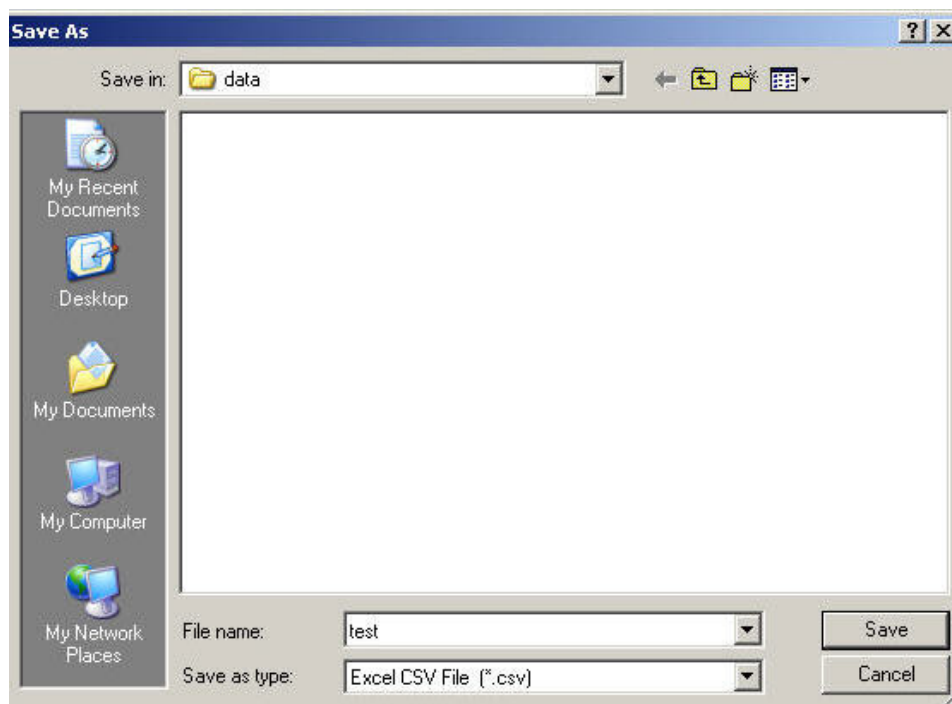 Save As
Save in: data
My Recent
Documents
Desktop
My Documents
My Computer
My Network
Places
File name: test
Save as type: Excel CSV File (*.csv)
Save
Cancel